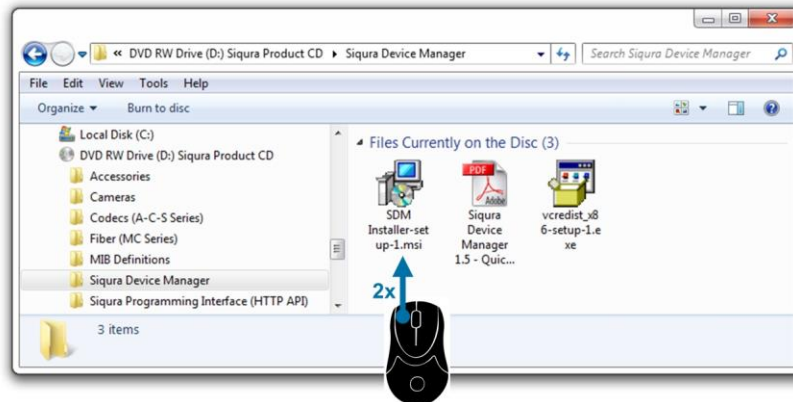 « DVD RW Drive (D:) Siqura Product CD ▸ Siqura Device Manager
Search Siqura Device Manager
File Edit View Tools Help
Organize ▾ Burn to disc
Local Disk (C:)
DVD RW Drive (D:) Siqura Product CD
Accessories
Cameras
Codecs (A-C-S Series)
Fiber (MC Series)
MIB Definitions
Siqura Device Manager
Siqura Programming Interface (HTTP API)
Files Currently on the Disc (3)
SDM
Installer-set
up-1.msi
PDF
Adobe
Siqura
Device
Manager
1.5 - Quic...
vcredist_x8
6-setup-1.e
xe
2x
3 items